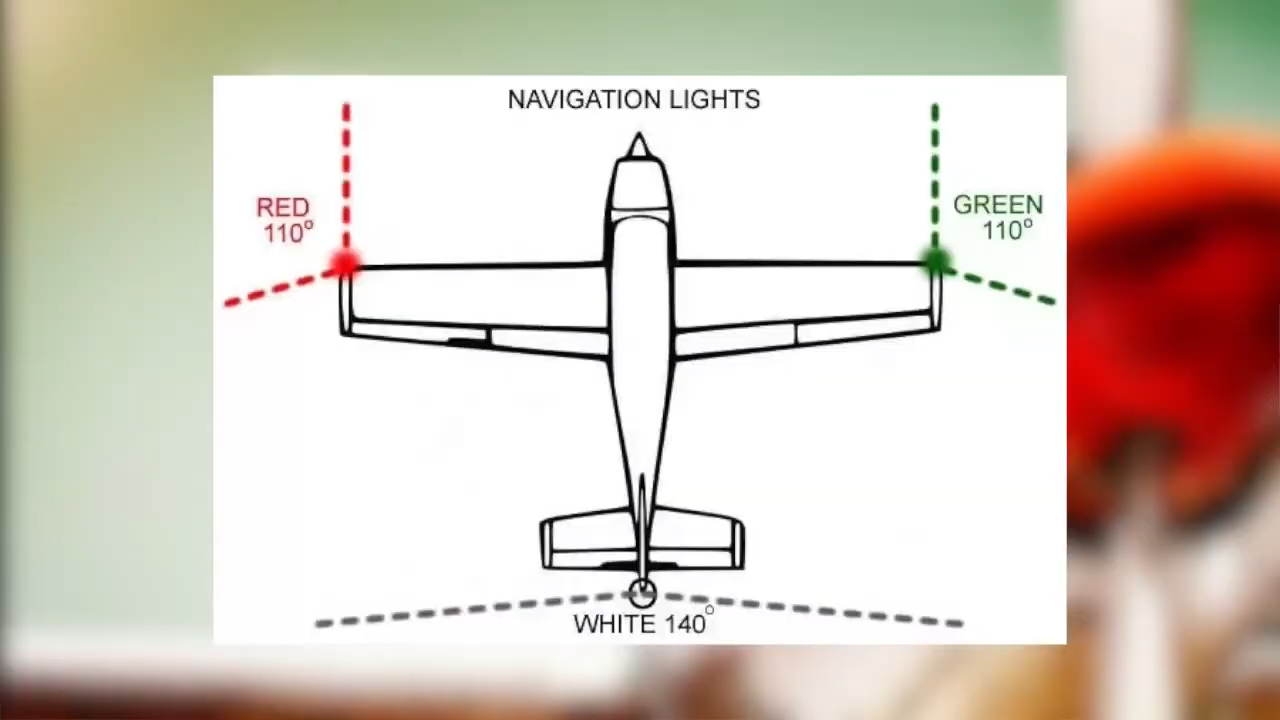 NAVIGATION LIGHTS
RED
110°
GREEN
110°
WHITE 140°